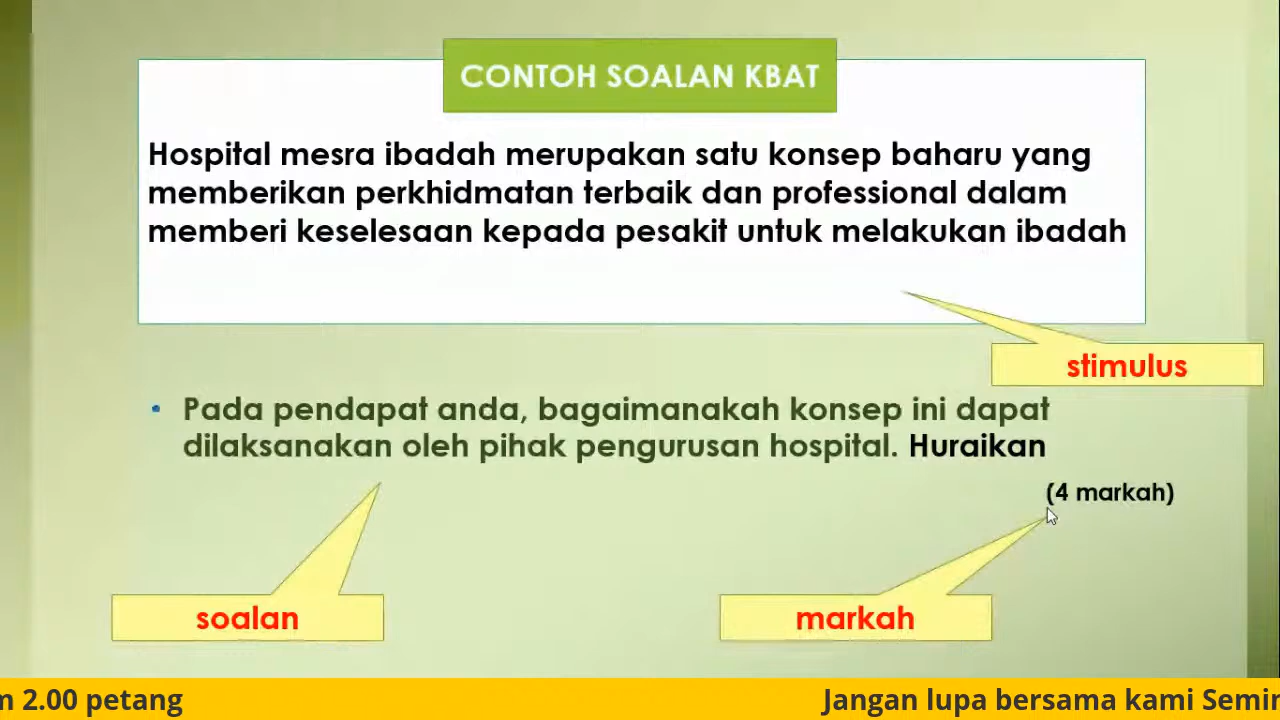 CONTOH SOALAN KBAT
Hospital mesra ibadah merupakan satu konsep baharu yang
memberikan perkhidmatan terbaik dan professional dalam
memberi keselesaan kepada pesakit untuk melakukan ibadah
stimulus
• Pada pendapat anda, bagaimanakah konsep ini dapat
dilaksanakan oleh pihak pengurusan hospital. Huraikan
(4 markah)
soalan
markah
m 2.00 petang
Jangan lupa bersama kami Semin